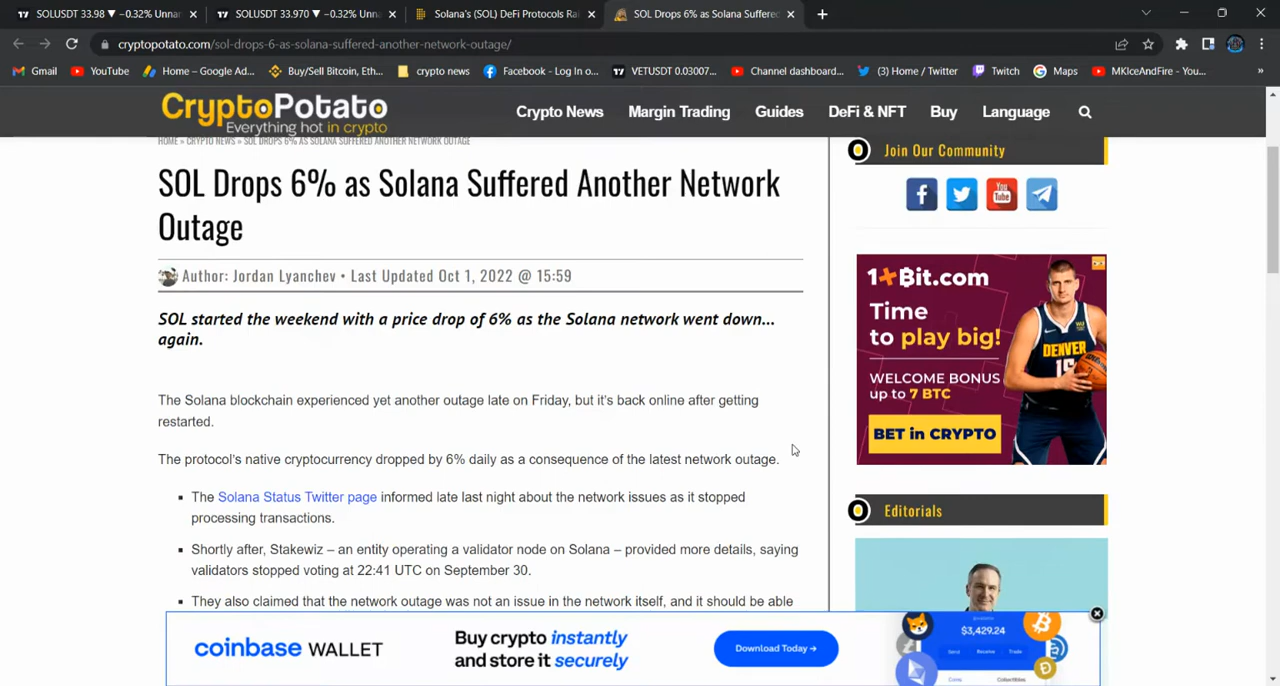 SOLUSDT 33.98 ▼ −0.32% Unnar
SOLUSDT 33.970 ▼ −0.32% Unna
Solana's (SOL) DeFi Protocols Rai
SOL Drops 6% as Solana Suffered
cryptopotato.com/sol-drops-6-as-solana-suffered-another-network-outage/
Gmail
YouTube
Home – Google Ad...
Buy/Sell Bitcoin, Eth...
crypto news
Facebook - Log In o...
VETUSDT 0.03007...
Channel dashboard...
(3) Home / Twitter
Twitch
Maps
MKIceAndFire - You...
»
CryptoPotato
Everything hot in crypto
Crypto News
Margin Trading
Guides
DeFi & NFT
Buy
Language
HOME » CRYPTO NEWS » SOL DROPS 6% AS SOLANA SUFFERED ANOTHER NETWORK OUTAGE
SOL Drops 6% as Solana Suffered Another Network
Outage
Author: Jordan Lyanchev • Last Updated Oct 1, 2022 @ 15:59
SOL started the weekend with a price drop of 6% as the Solana network went down...
again.
The Solana blockchain experienced yet another outage late on Friday, but it's back online after getting
restarted.
The protocol's native cryptocurrency dropped by 6% daily as a consequence of the latest network outage.
▪ The Solana Status Twitter page informed late last night about the network issues as it stopped
processing transactions.
▪ Shortly after, Stakewiz – an entity operating a validator node on Solana – provided more details, saying
validators stopped voting at 22:41 UTC on September 30.
▪ They also claimed that the network outage was not an issue in the network itself, and it should be able
Join Our Community
You
Tube
1xBit.com
Time
to play big!
WELCOME BONUS
up to 7 BTC
BET in CRYPTO
DENVER
15
Editorials
coinbase WALLET
Buy crypto instantly
and store it securely
Download Today →
$3,429.24
Send
Receive
Trade
Coins
Collectibles